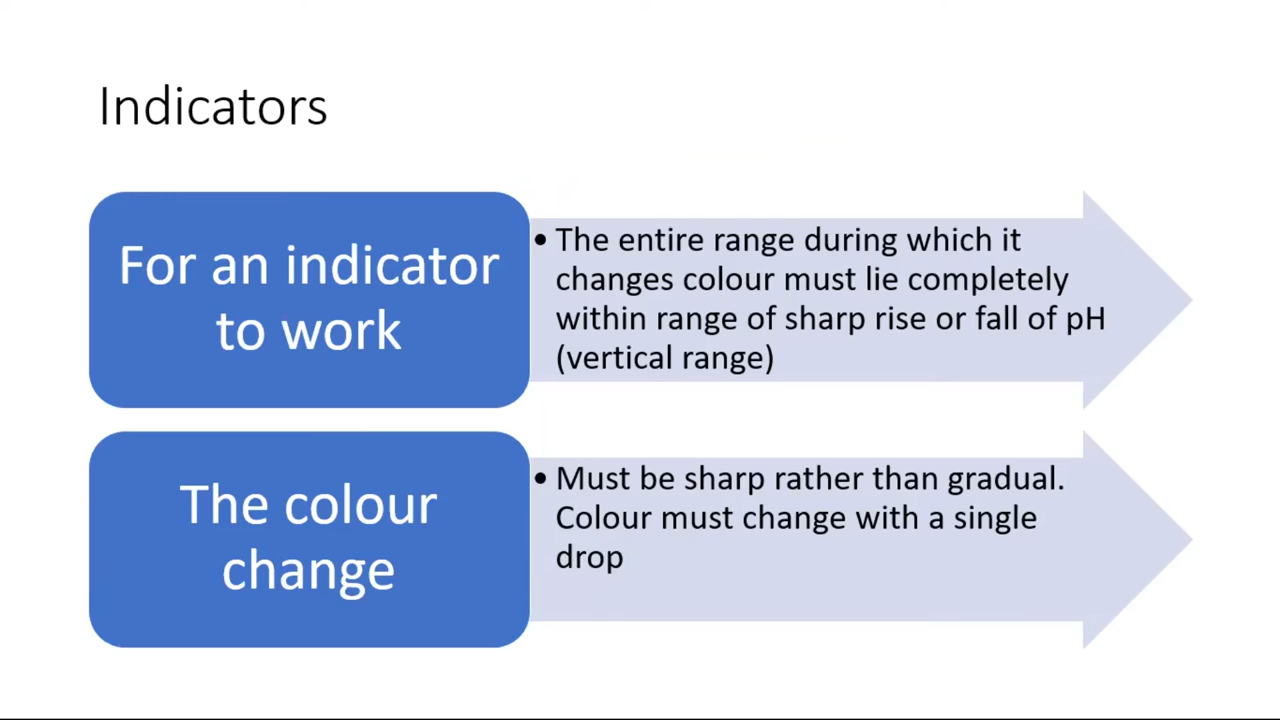 Indicators
For an indicator
to work
• The entire range during which it
changes colour must lie completely
within range of sharp rise or fall of pH
(vertical range)
The colour
change
• Must be sharp rather than gradual.
Colour must change with a single
drop